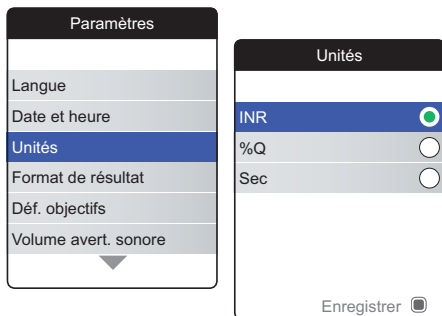 Paramètres
Langue
Date et heure
Unités
Format de résultat
Déf. objectifs
Volume avert. sonore
Unités
INR
%Q
Sec
Enregistrer